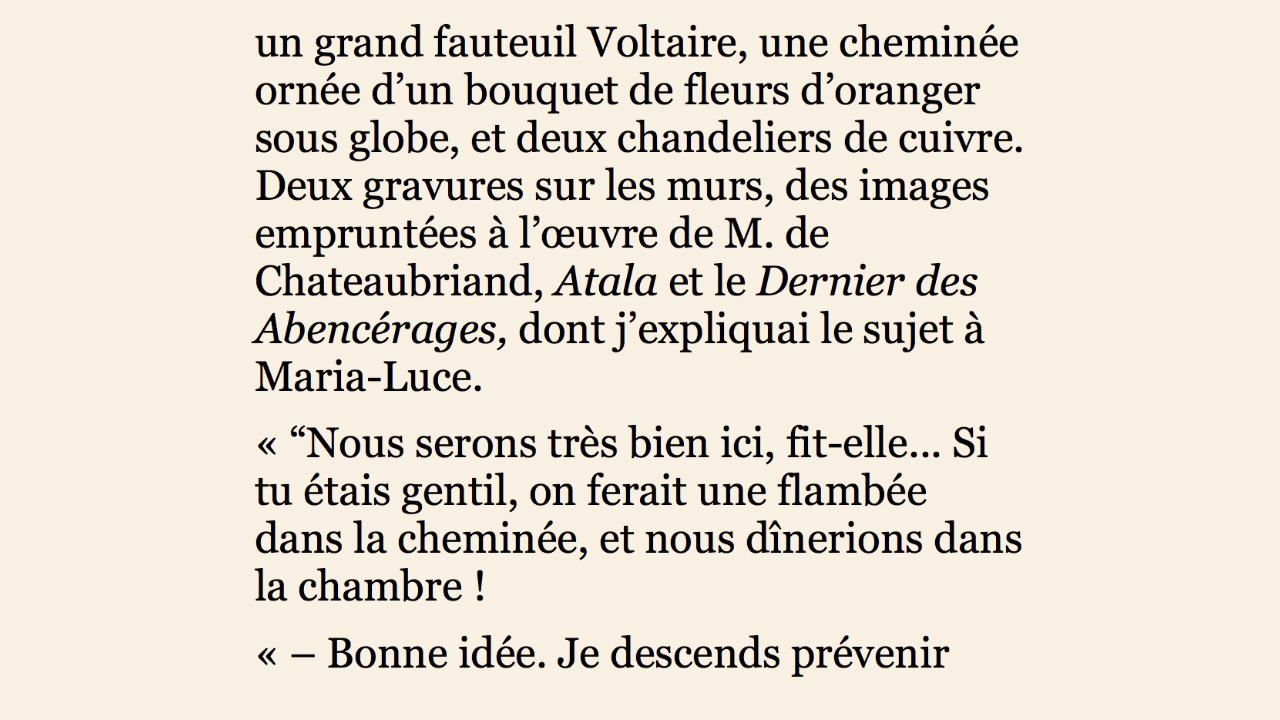 un grand fauteuil Voltaire, une cheminée
ornée d’un bouquet de fleurs d’oranger
sous globe, et deux chandeliers de cuivre.
Deux gravures sur les murs, des images
empruntées à l’œuvre de M. de
Chateaubriand, Atala et le Dernier des
Abencérages, dont j’expliquai le sujet à
Maria-Luce.
« “Nous serons très bien ici, fit-elle... Si
tu étais gentil, on ferait une flambée
dans la cheminée, et nous dînerions dans
la chambre !
« – Bonne idée. Je descends prévenir